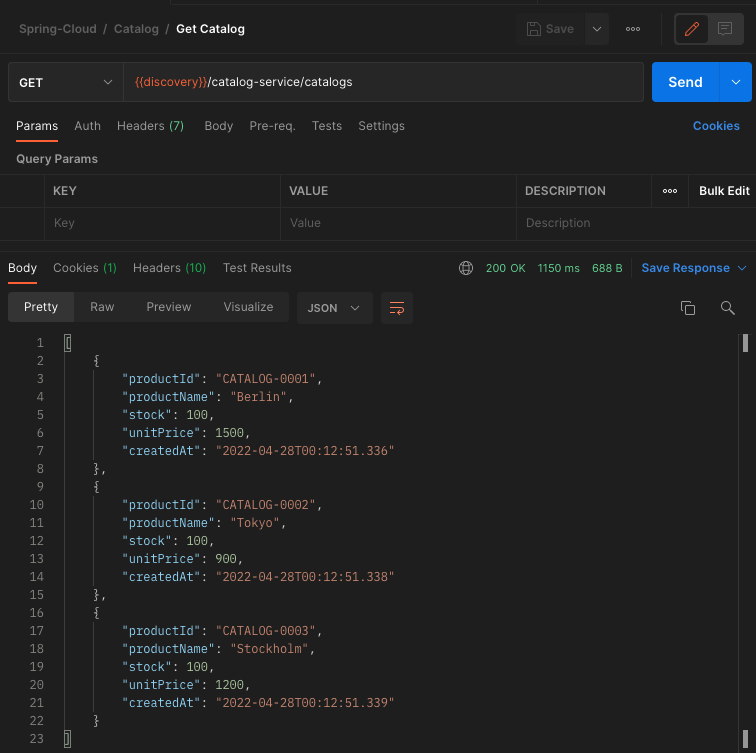 Spring-Cloud / Catalog / Get Catalog Save
GET {{discovery}}/catalog-service/catalogs Send
Params Auth Headers (7) Body Pre-req. Tests Settings Cookies
Query Params
KEY VALUE DESCRIPTION Bulk Edit
Key Value Description
Body Cookies (1) Headers (10) Test Results 200 OK 1150 ms 688 B Save Response
Pretty Raw Preview Visualize JSON
1 [
2 {
3 "productId": "CATALOG-0001",
4 "productName": "Berlin",
5 "stock": 100,
6 "unitPrice": 1500,
7 "createdAt": "2022-04-28T00:12:51.336"
8 },
9 {
10 "productId": "CATALOG-0002",
11 "productName": "Tokyo",
12 "stock": 100,
13 "unitPrice": 900,
14 "createdAt": "2022-04-28T00:12:51.338"
15 },
16 {
17 "productId": "CATALOG-0003",
18 "productName": "Stockholm",
19 "stock": 100,
20 "unitPrice": 1200,
21 "createdAt": "2022-04-28T00:12:51.339"
22 }
23 ]